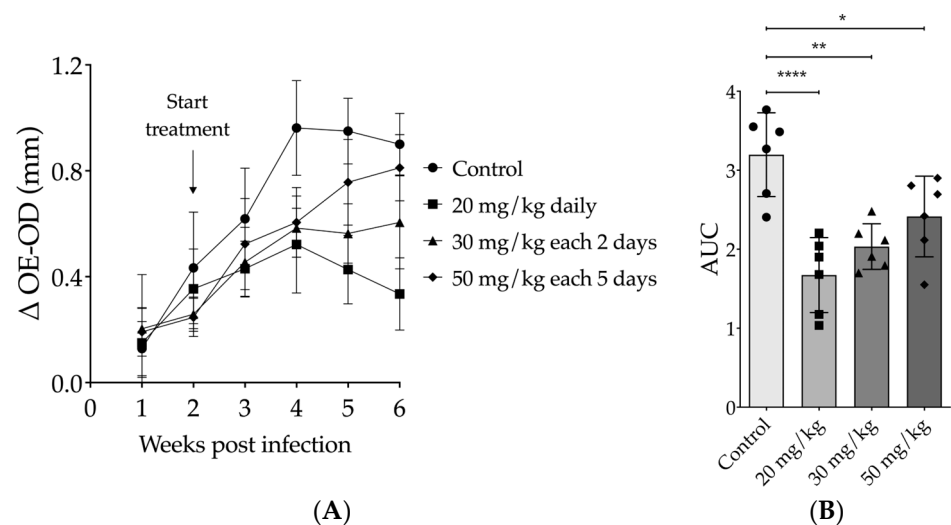 1.2
0.8
0.4
0.0
Δ OE-OD (mm)
Start
treatment
0 1 2 3 4 5 6
Weeks post infection
Control
20 mg/kg daily
30 mg/kg each 2 days
50 mg/kg each 5 days
(A)
*
**
****
4
3
2
1
0
AUC
Control
20 mg/kg
30 mg/kg
50 mg/kg
(B)